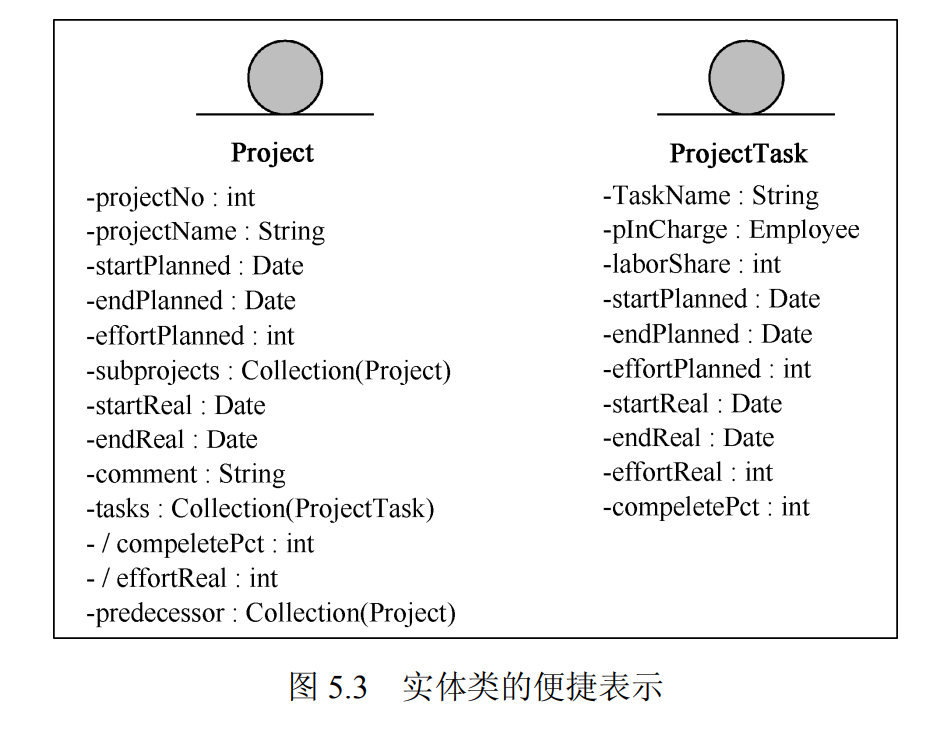 Project
-projectNo : int
-projectName : String
-startPlanned : Date
-endPlanned : Date
-effortPlanned : int
-subprojects : Collection(Project)
-startReal : Date
-endReal : Date
-comment : String
-tasks : Collection(ProjectTask)
- / compeletePct : int
- / effortReal : int
-predecessor : Collection(Project)
ProjectTask
-TaskName : String
-pInCharge : Employee
-laborShare : int
-startPlanned : Date
-endPlanned : Date
-effortPlanned : int
-startReal : Date
-endReal : Date
-effortReal : int
-compeletePct : int
图 5.3 实体类的便捷表示